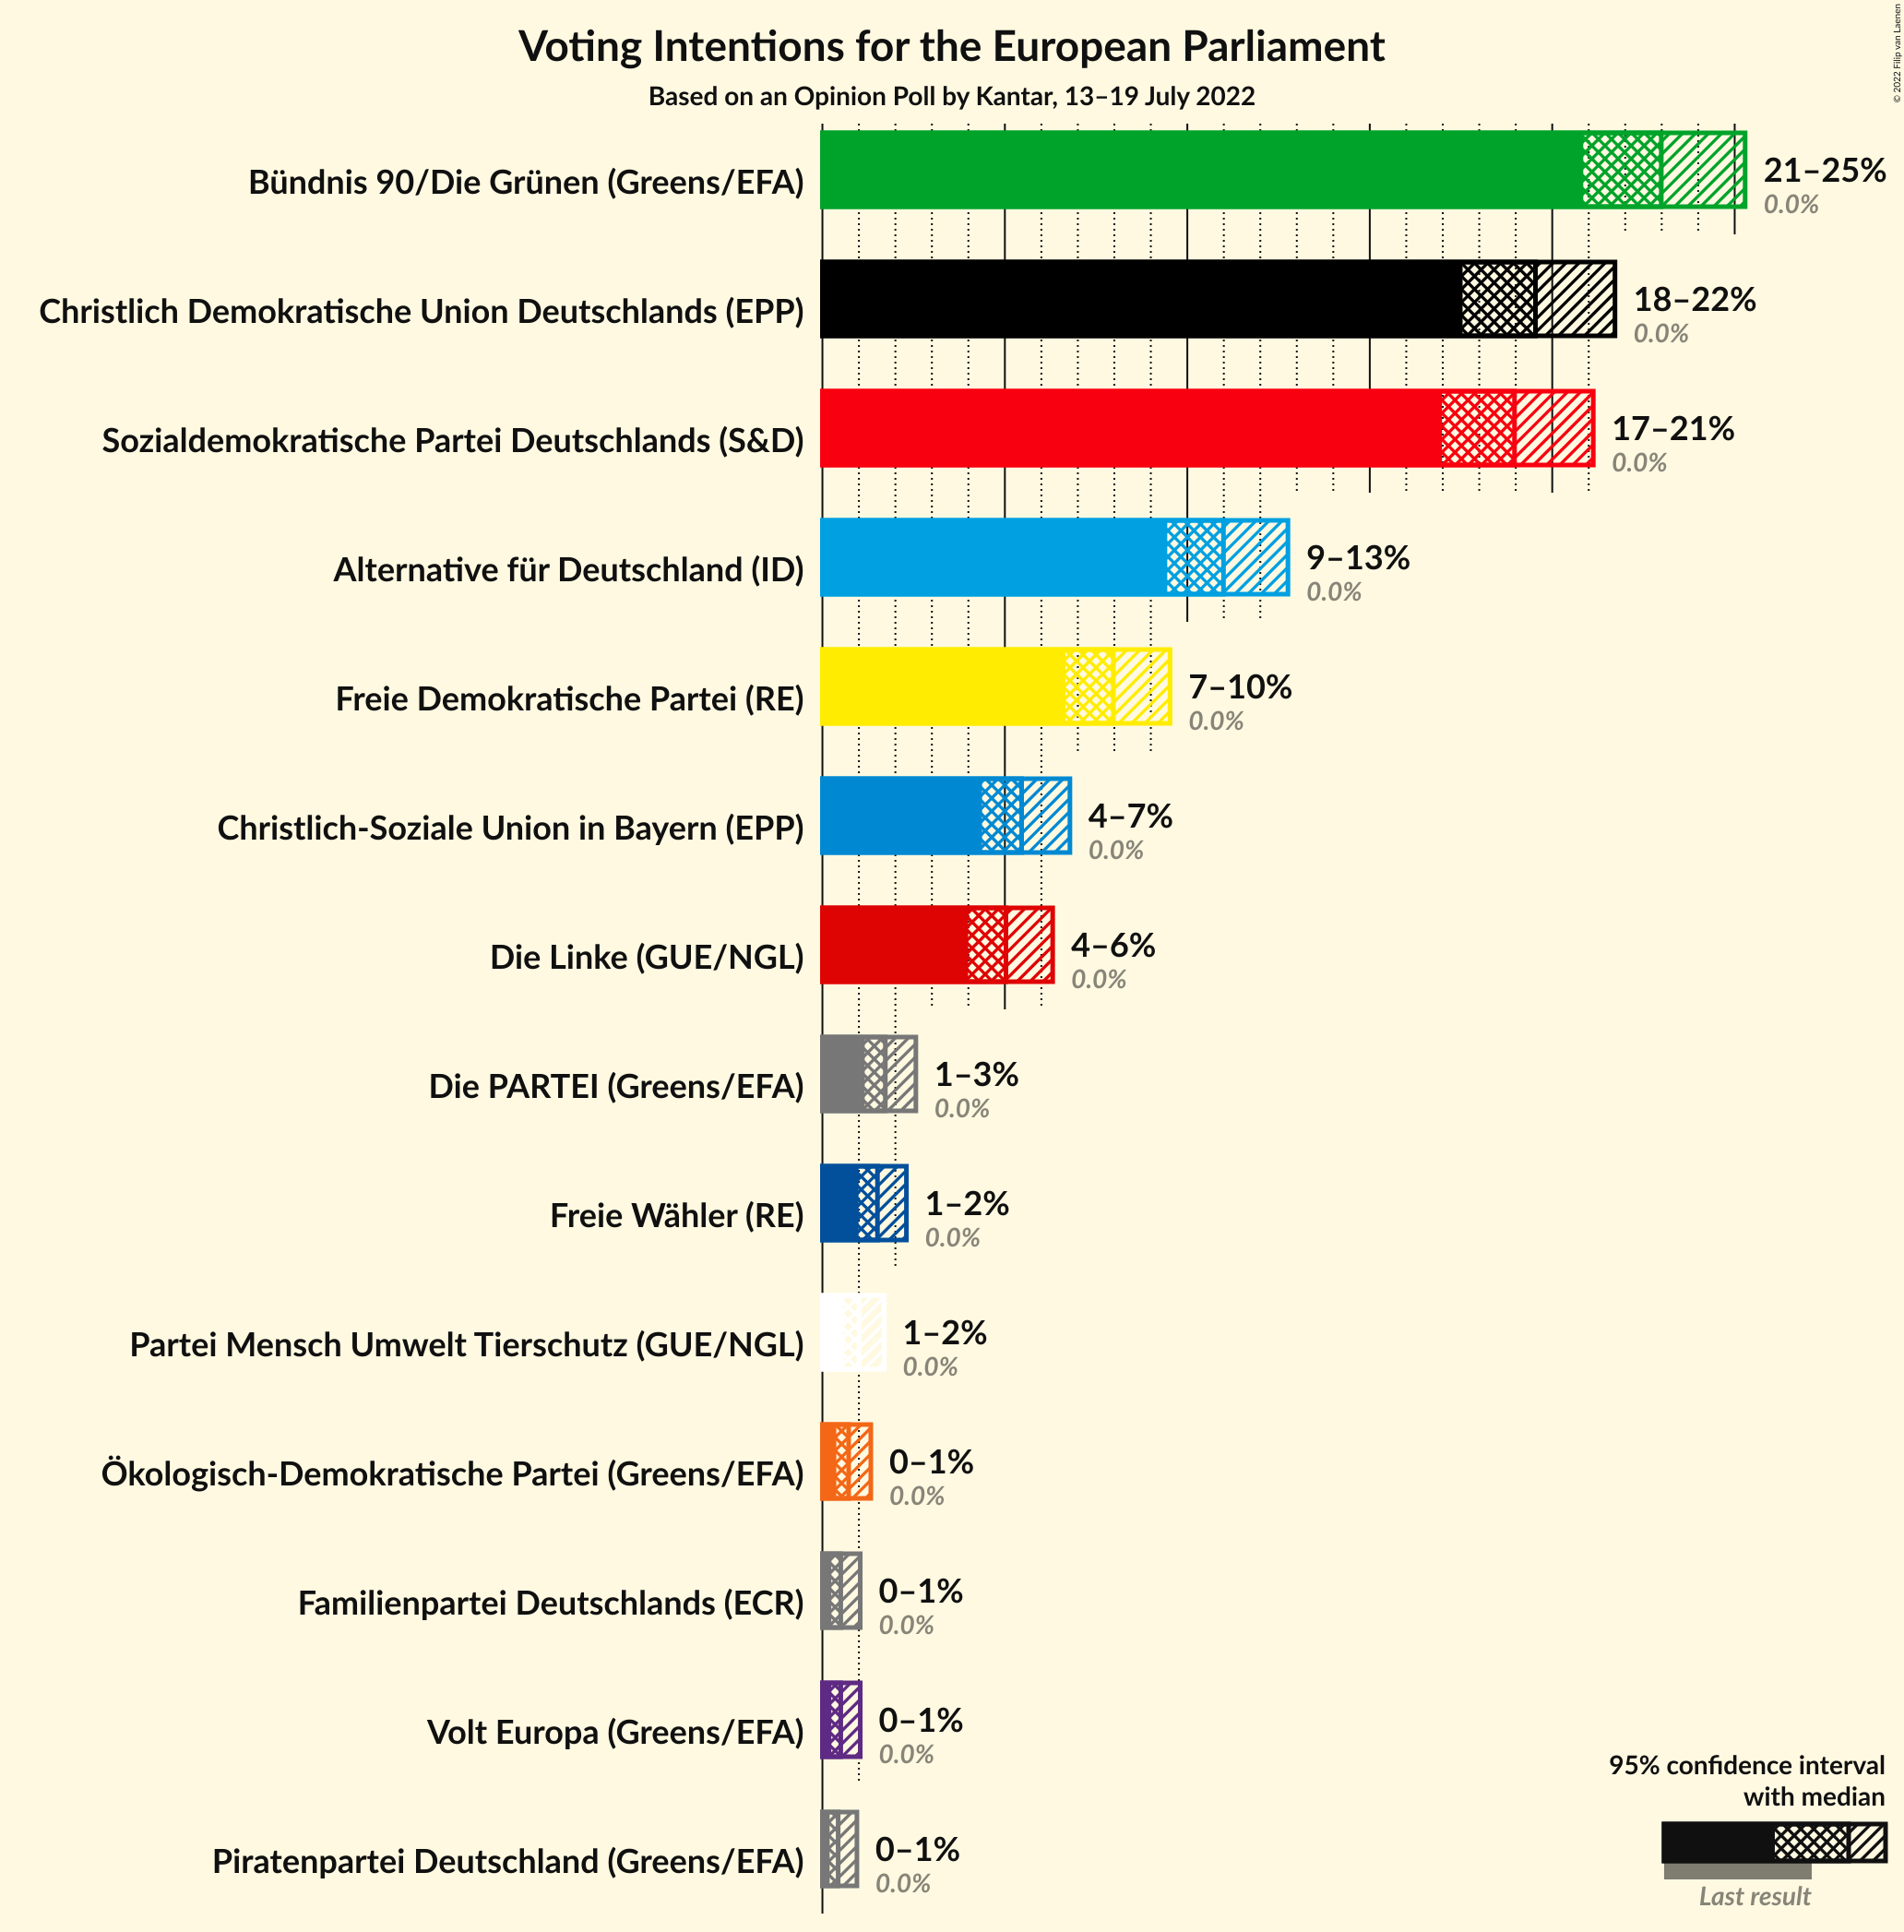 Voting Intentions for the European Parliament
Based on an Opinion Poll by Kantar, 13–19 July 2022
© 2022 Filip van Laenen
Bündnis 90/Die Grünen (Greens/EFA)
21–25%
0.0%
Christlich Demokratische Union Deutschlands (EPP)
18–22%
0.0%
Sozialdemokratische Partei Deutschlands (S&D)
17–21%
0.0%
Alternative für Deutschland (ID)
9–13%
0.0%
Freie Demokratische Partei (RE)
7–10%
0.0%
Christlich-Soziale Union in Bayern (EPP)
4–7%
0.0%
Die Linke (GUE/NGL)
4–6%
0.0%
Die PARTEI (Greens/EFA)
1–3%
0.0%
Freie Wähler (RE)
1–2%
0.0%
Partei Mensch Umwelt Tierschutz (GUE/NGL)
1–2%
0.0%
Ökologisch-Demokratische Partei (Greens/EFA)
0–1%
0.0%
Familienpartei Deutschlands (ECR)
0–1%
0.0%
Volt Europa (Greens/EFA)
0–1%
0.0%
Piratenpartei Deutschland (Greens/EFA)
0–1%
0.0%
95% confidence interval
with median
Last result